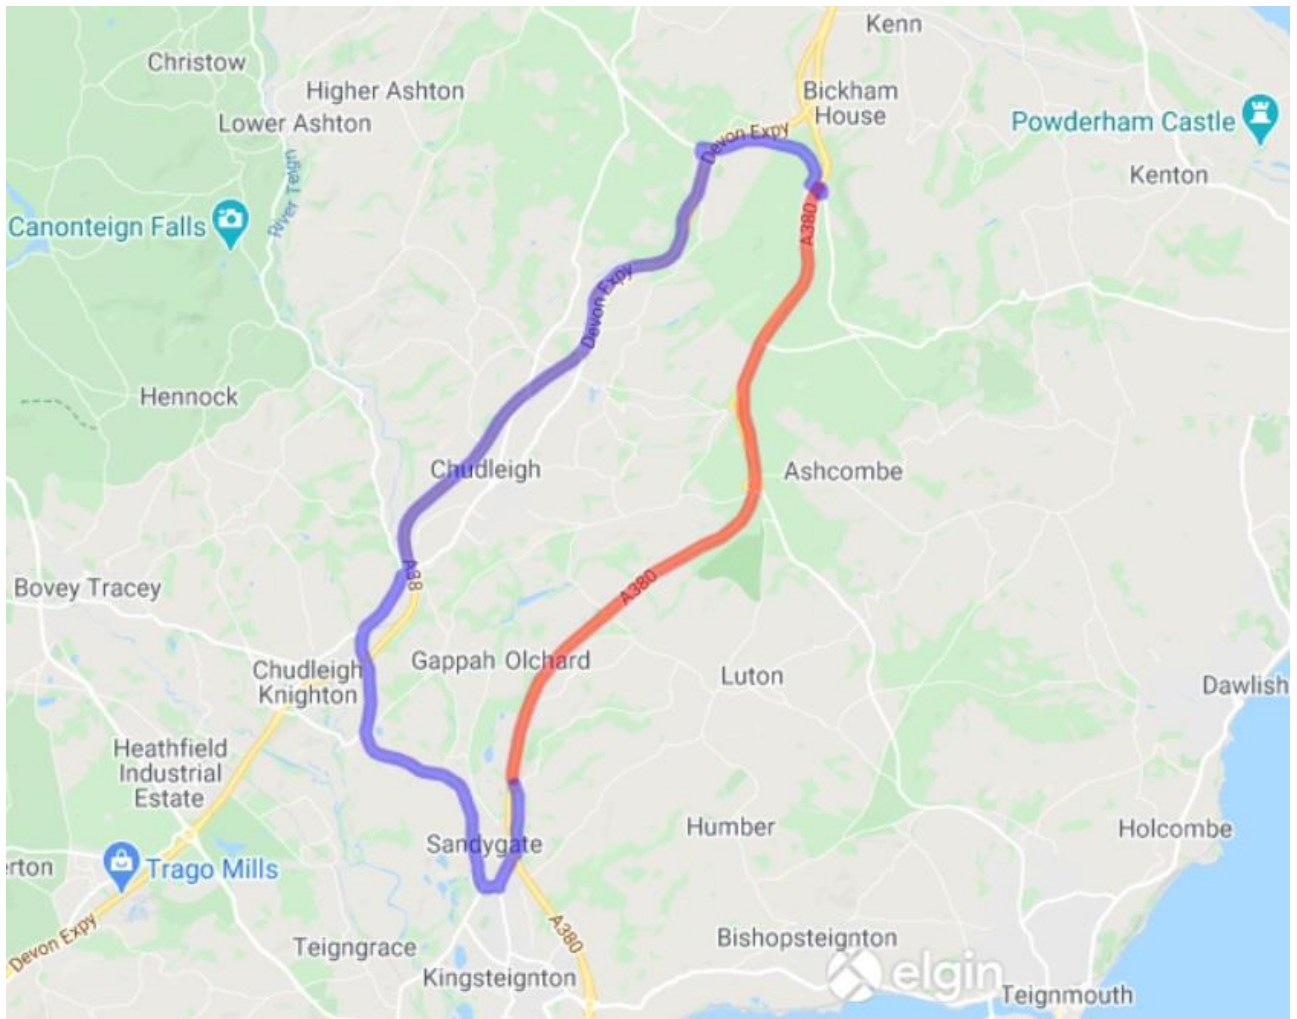 Kenn
Christow
Higher Ashton
Bickham
House
Lower Ashton
Powderham Castle
Devon Expy
Kenton
River Teign
Canonteign Falls
A380
Devon Expy
Hennock
Chudleigh
Ashcombe
A38
A380
Bovey Tracey
Gappah
Olchard
Chudleigh
Knighton
Luton
Dawlish
Heathfield
Industrial
Estate
Humber
Holcombe
Sandygate
erton
Trago Mills
Devon Expy
A380
Teigngrace
Bishopsteignton
Kingsteignton
elgin
Teignmouth